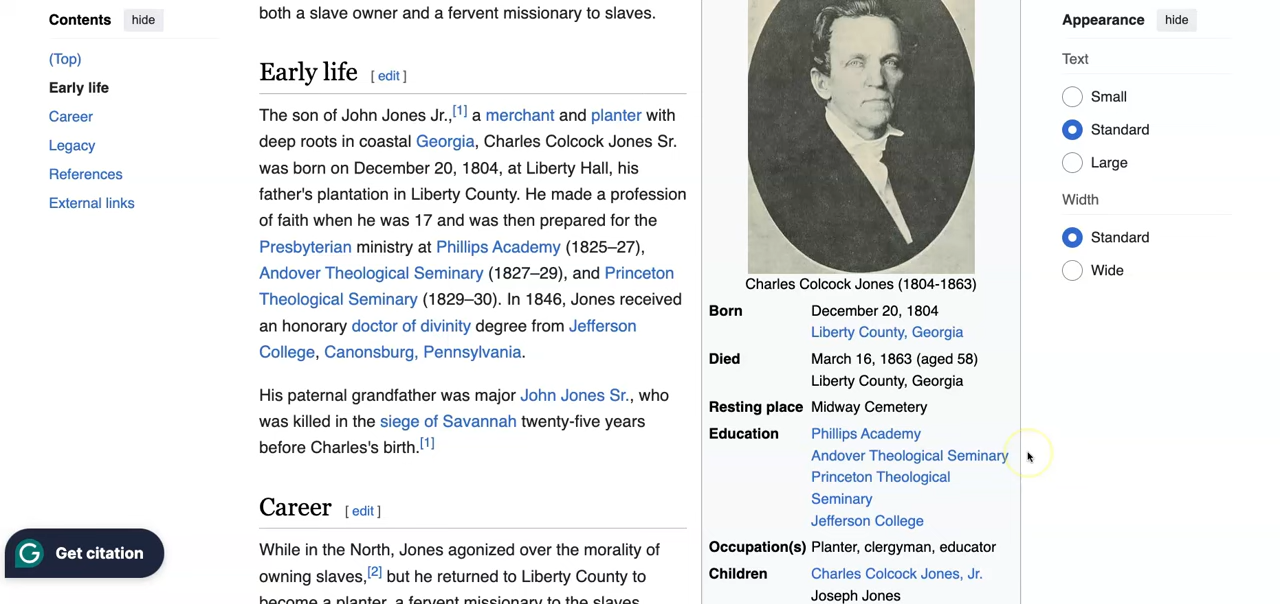 Contents hide
(Top)
Early life
Career
Legacy
References
External links
both a slave owner and a fervent missionary to slaves.
Early life [ edit ]
The son of John Jones Jr.,[1] a merchant and planter with
deep roots in coastal Georgia, Charles Colcock Jones Sr.
was born on December 20, 1804, at Liberty Hall, his
father's plantation in Liberty County. He made a profession
of faith when he was 17 and was then prepared for the
Presbyterian ministry at Phillips Academy (1825–27),
Andover Theological Seminary (1827–29), and Princeton
Theological Seminary (1829–30). In 1846, Jones received
an honorary doctor of divinity degree from Jefferson
College, Canonsburg, Pennsylvania.
His paternal grandfather was major John Jones Sr., who
was killed in the siege of Savannah twenty-five years
before Charles's birth.[1]
Career [ edit ]
While in the North, Jones agonized over the morality of
owning slaves,[2] but he returned to Liberty County to
become a planter, a fervent missionary to the slaves
Charles Colcock Jones (1804-1863)
Born December 20, 1804
Liberty County, Georgia
Died March 16, 1863 (aged 58)
Liberty County, Georgia
Resting place Midway Cemetery
Education Phillips Academy
Andover Theological Seminary
Princeton Theological
Seminary
Jefferson College
Occupation(s) Planter, clergyman, educator
Children Charles Colcock Jones, Jr.
Joseph Jones
Appearance hide
Text
Small
Standard
Large
Width
Standard
Wide
Get citation